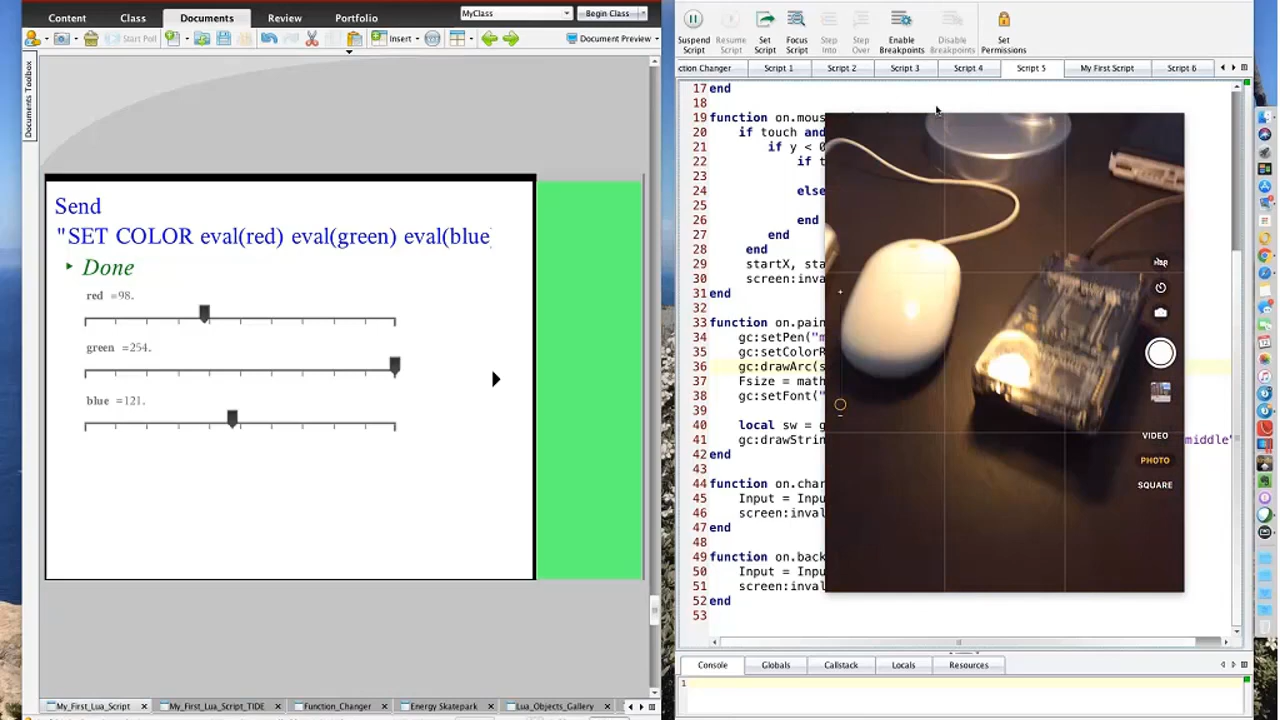 Content Class Documents Review Portfolio MyClass Begin Class
Start Poll Insert Document Preview
Documents Toolbox
Send
"SET COLOR eval(red) eval(green) eval(blue)
Done
red =98.
green =254.
blue =121.
My_First_Lua_Script My_First_Lua_Script_TIDE Function_Changer Energy Skatepark Lua_Objects_Gallery
Suspend Script Resume Script Set Script Focus Script Step Into Step Over Enable Breakpoints Disable Breakpoints Set Permissions
ction Changer Script 1 Script 2 Script 3 Script 4 Script 5 My First Script Script 6
17 end
18
19 function on.mous
20 if touch and
21 if y < 0
22 if t
23
24 else
25
26 end
27 end
28 end
29 startX, sta
30 screen:inva
31 end
32
33 function on.pain
34 gc:setPen("m
35 gc:setColorR
36 gc:drawArc(s
37 Fsize = math
38 gc:setFont("
39
40 local sw = g
41 gc:drawStrin middle"
42 end
43
44 function on.char
45 Input = Inpu
46 screen:inval
47 end
48
49 function on.back
50 Input = Inpu
51 screen:inval
52 end
53
VIDEO
PHOTO
SQUARE
Console Globals Callstack Locals Resources
1